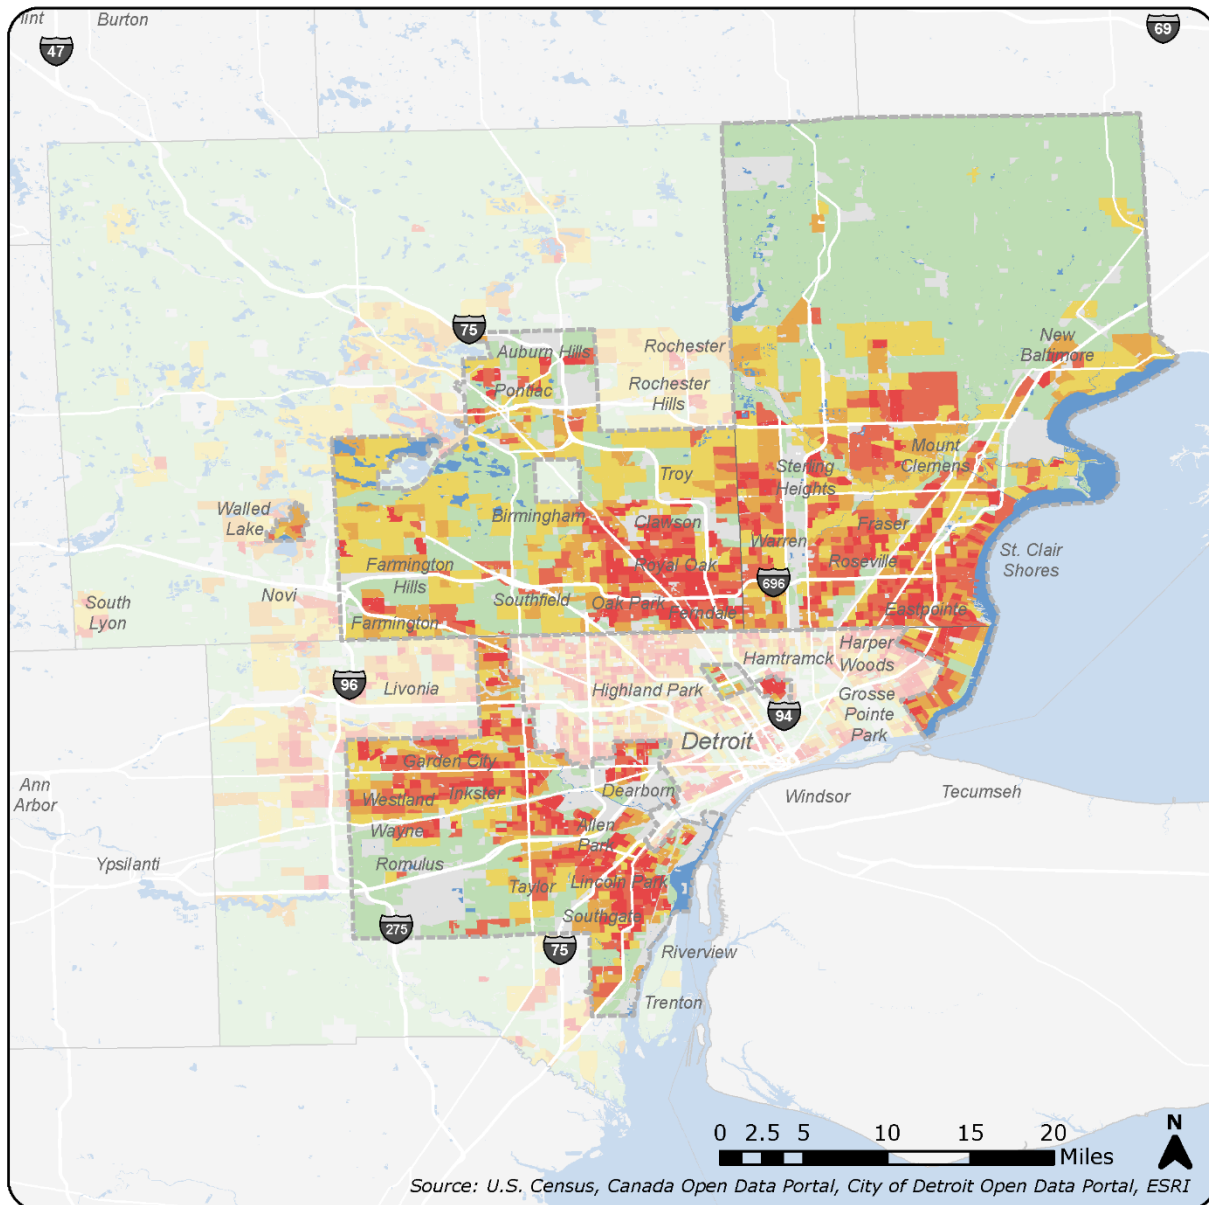 Burton
47
69
New
Baltimore
75
Auburn Hills
Rochester
Pontiac
Rochester
Hills
Mount
Clemens
Troy
Sterling
Heights
Walled
Lake
Birmingham
Clawson
Fraser
Warren
St. Clair
Shores
Farmington
Hills
Royal Oak
Roseville
696
Novi
Southfield
Oak Park
Ferndale
Eastpointe
South
Lyon
Farmington
Harper
Woods
Hamtramck
96
Livonia
Highland Park
Grosse
Pointe
Park
94
Detroit
Garden City
Ann
Arbor
Westland
Inkster
Dearborn
Windsor
Tecumseh
Wayne
Allen
Park
Ypsilanti
Romulus
Taylor
Lincoln Park
Southgate
275
75
Riverview
Trenton
N
0 2.5 5 10 15 20
Miles
Source: U.S. Census, Canada Open Data Portal, City of Detroit Open Data Portal, ESRI